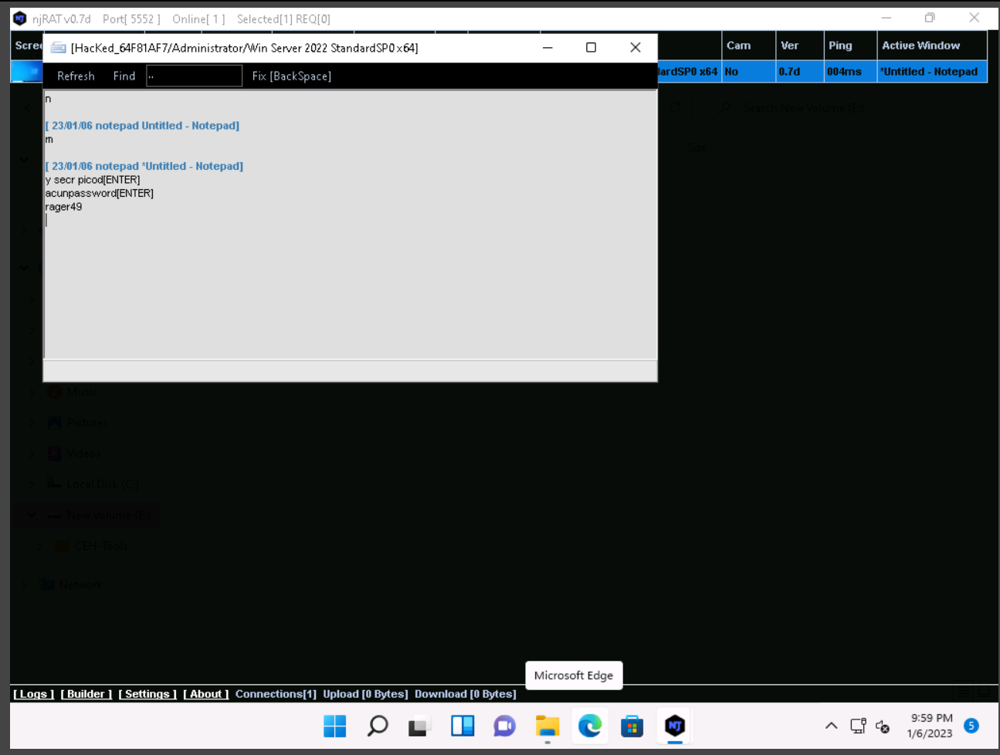 njRAT v0.7d Port[ 5552 ] Online[ 1 ] Selected[1] REQ[0]
Scree
Cam Ver Ping Active Window
[HacKed_64F81AF7/Administrator/Win Server 2022 StandardSP0 x64]
Refresh Find .. Fix [BackSpace]
lardSP0 x64 No 0.7d 004ms *Untitled - Notepad
n
[ 23/01/06 notepad Untitled - Notepad]
m
[ 23/01/06 notepad *Untitled - Notepad]
y secr picod[ENTER]
acunpassword[ENTER]
rager49
Search New Volume (E:)
Size
Music
Pictures
Videos
Local Disk (C:)
New Volume (E:)
CEH-Tools
Network
Microsoft Edge
[ Logs ] [ Builder ] [ Settings ] [ About ] Connections[1] Upload [0 Bytes] Download [0 Bytes]
NJ
9:59 PM
1/6/2023
5